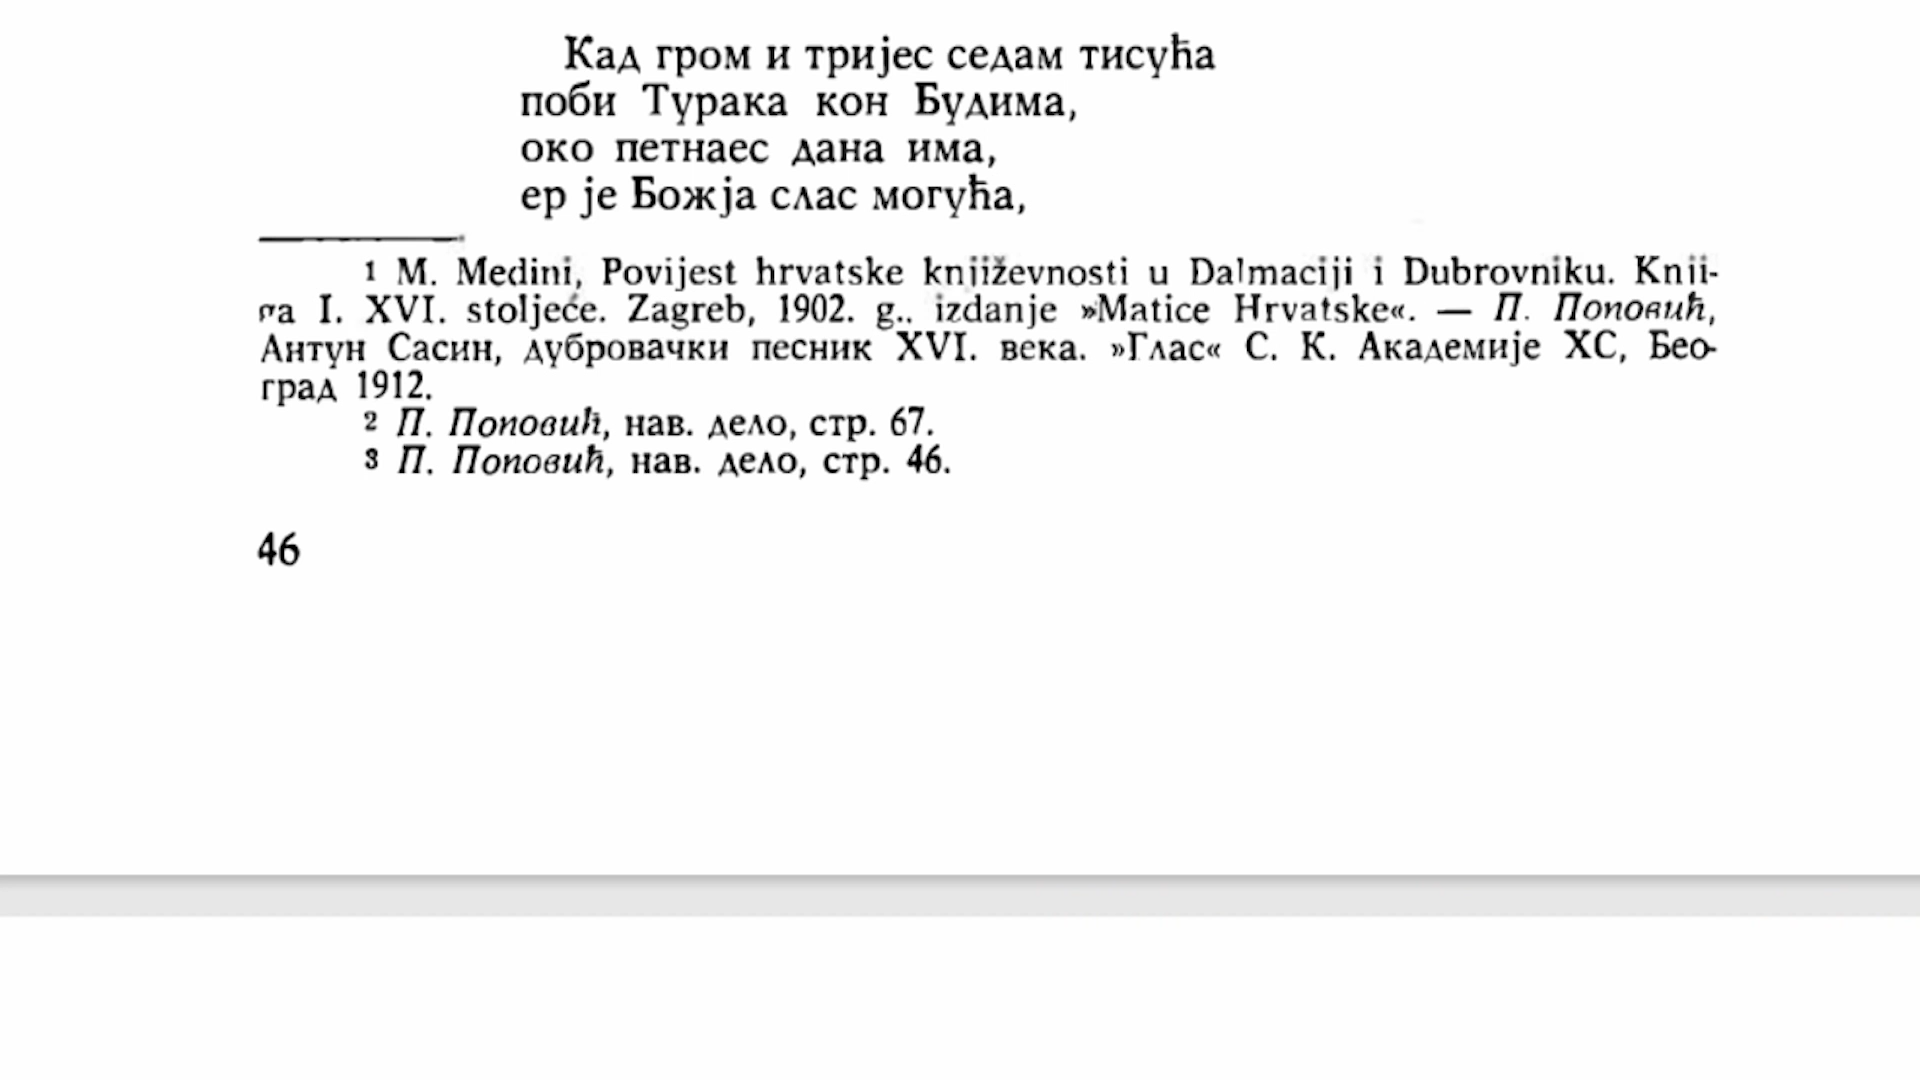 Кад гром и тријес седам тисућа
поби Турака кон Будима,
око петнаес дана има,
ер је Божја слас могућа,
1 M. Medini, Povijest hrvatske književnosti u Dalmaciji i Dubrovniku. Knji-
ga I. XVI. stoljeće. Zagreb, 1902. g.. izdanje »Matice Hrvatske«. — П. Поповић,
Антун Сасин, дубровачки песник XVI. века. »Глас« С. К. Академије XC, Бео-
град 1912.
2 П. Поповић, нав. дело, стр. 67.
3 П. Поповић, нав. дело, стр. 46.
46